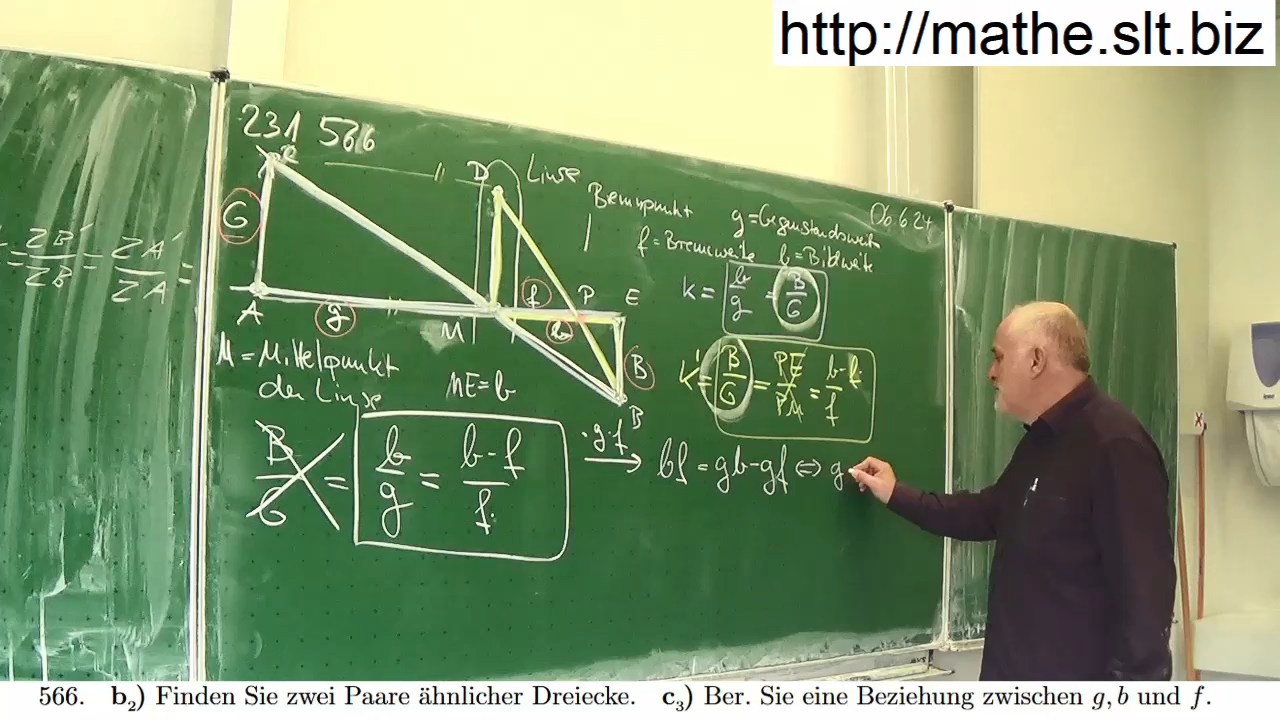 http://mathe.slt.biz
231 566
D Linse
Brennpunkt
g = Gegenstandsweite
06.6.24
f = Brennweite b = Bildweite
ZB'/ZB = ZA'/ZA =
G
k = b/g = B/G
f P E
A g M b
B
k' = B/G = PE/PM = b-f/f
M = Mittelpunkt
der Linse
ME = b
B
B/G = b/g = b-f/f
·g·f
bf = gb - gf ⇔ g
566. b₂) Finden Sie zwei Paare ähnlicher Dreiecke. c₃) Ber. Sie eine Beziehung zwischen g, b und f.